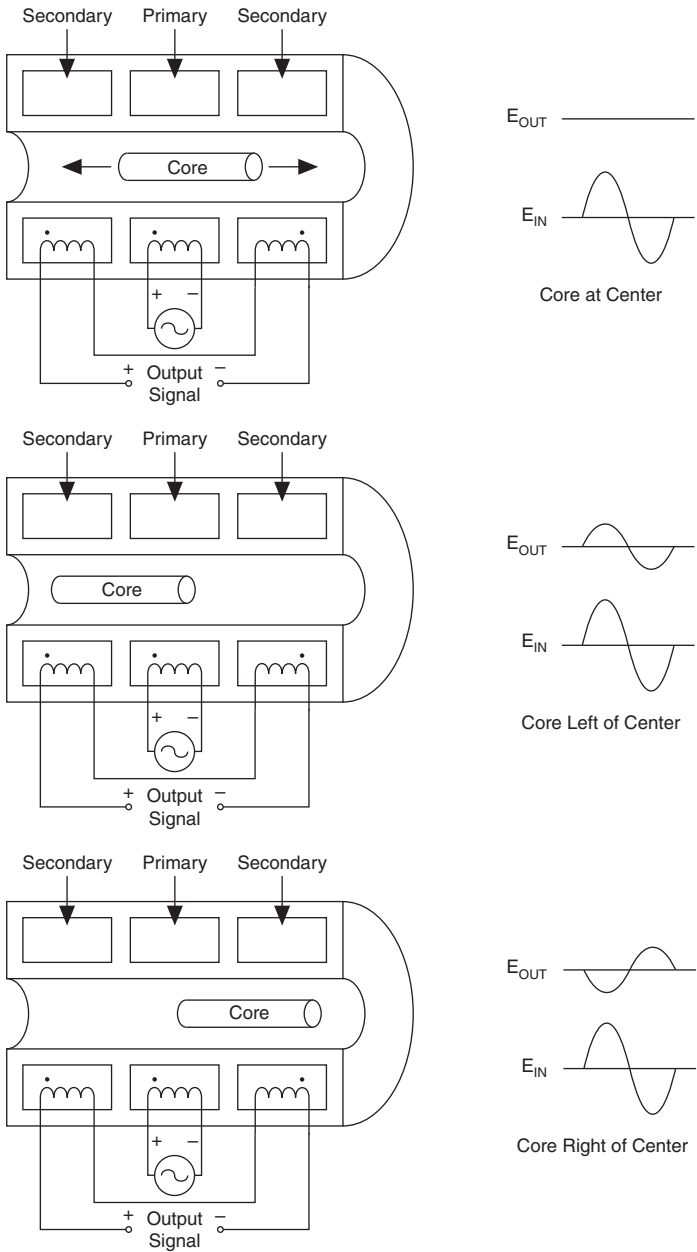 Secondary Primary Secondary
Core
+ −
+ Output −
Signal
E_OUT
E_IN
Core at Center
Secondary Primary Secondary
Core
+ −
+ Output −
Signal
E_OUT
E_IN
Core Left of Center
Secondary Primary Secondary
Core
+ −
+ Output −
Signal
E_OUT
E_IN
Core Right of Center